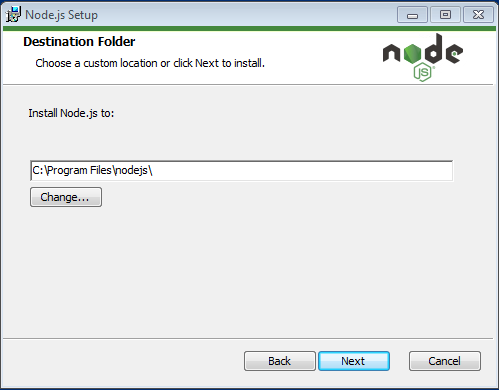 Node.js Setup
Destination Folder
Choose a custom location or click Next to install.
node
JS
Install Node.js to:
C:\Program Files\nodejs\
Change...
Back
Next
Cancel